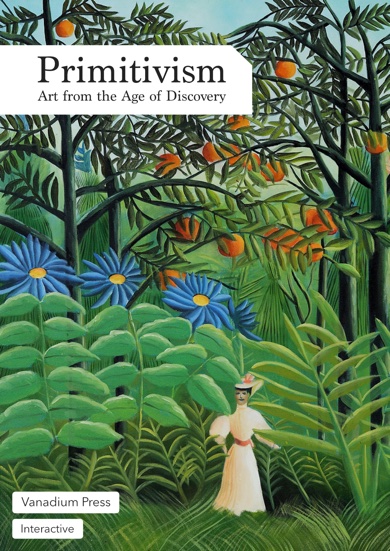 Primitivism
Art from the Age of Discovery
Vanadium Press
Interactive